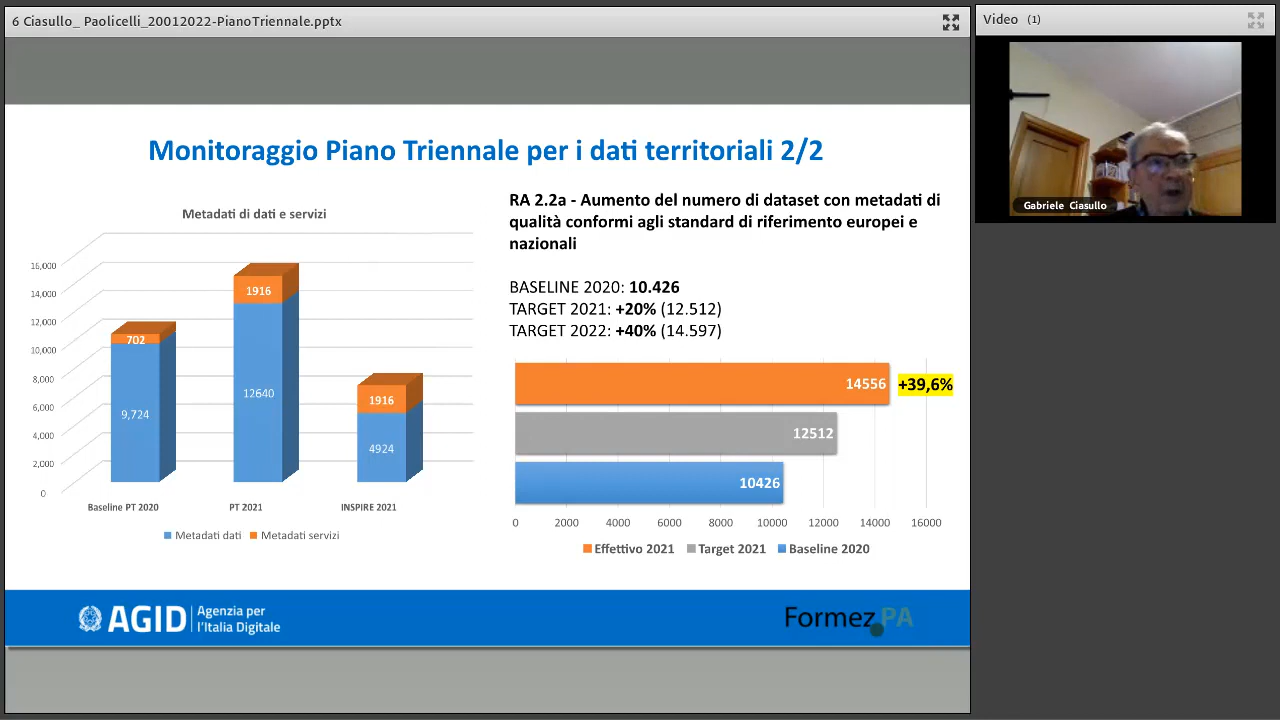 6 Ciasullo_ Paolicelli_20012022-PianoTriennale.pptx
Video (1)
Gabriele Ciasullo
Monitoraggio Piano Triennale per i dati territoriali 2/2
Metadati di dati e servizi
16,000
14,000
12,000
10,000
8,000
6,000
4,000
2,000
0
702
9,724
1916
12640
1916
4924
Baseline PT 2020
PT 2021
INSPIRE 2021
Metadati dati
Metadati servizi
RA 2.2a - Aumento del numero di dataset con metadati di
qualità conformi agli standard di riferimento europei e
nazionali
BASELINE 2020: 10.426
TARGET 2021: +20% (12.512)
TARGET 2022: +40% (14.597)
14556
+39,6%
12512
10426
0 2000 4000 6000 8000 10000 12000 14000 16000
Effettivo 2021 Target 2021 Baseline 2020
AGID
Agenzia per
l'Italia Digitale
Formez PA